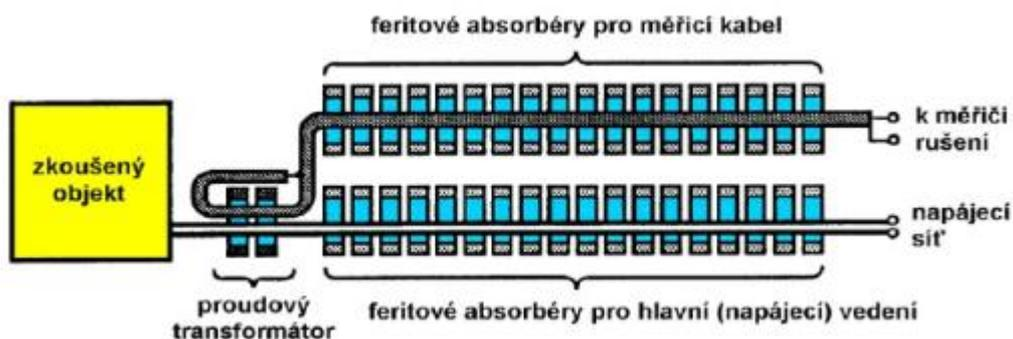 feritové absorbéry pro měřicí kabel
zkoušený
objekt
k měřiči
rušení
napájecí
síť
proudový
transformátor
feritové absorbéry pro hlavní (napájecí) vedení